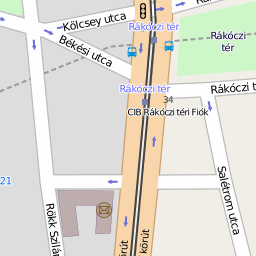 Kölcsey utca
Rákóczi tér
Békési utca
Rákóczi
tér
Rákóczi tér
Rákóczi t
34
CIB Rákóczi téri Fiók
Salétrom utca
21
Rökk Szilár
körút
körút